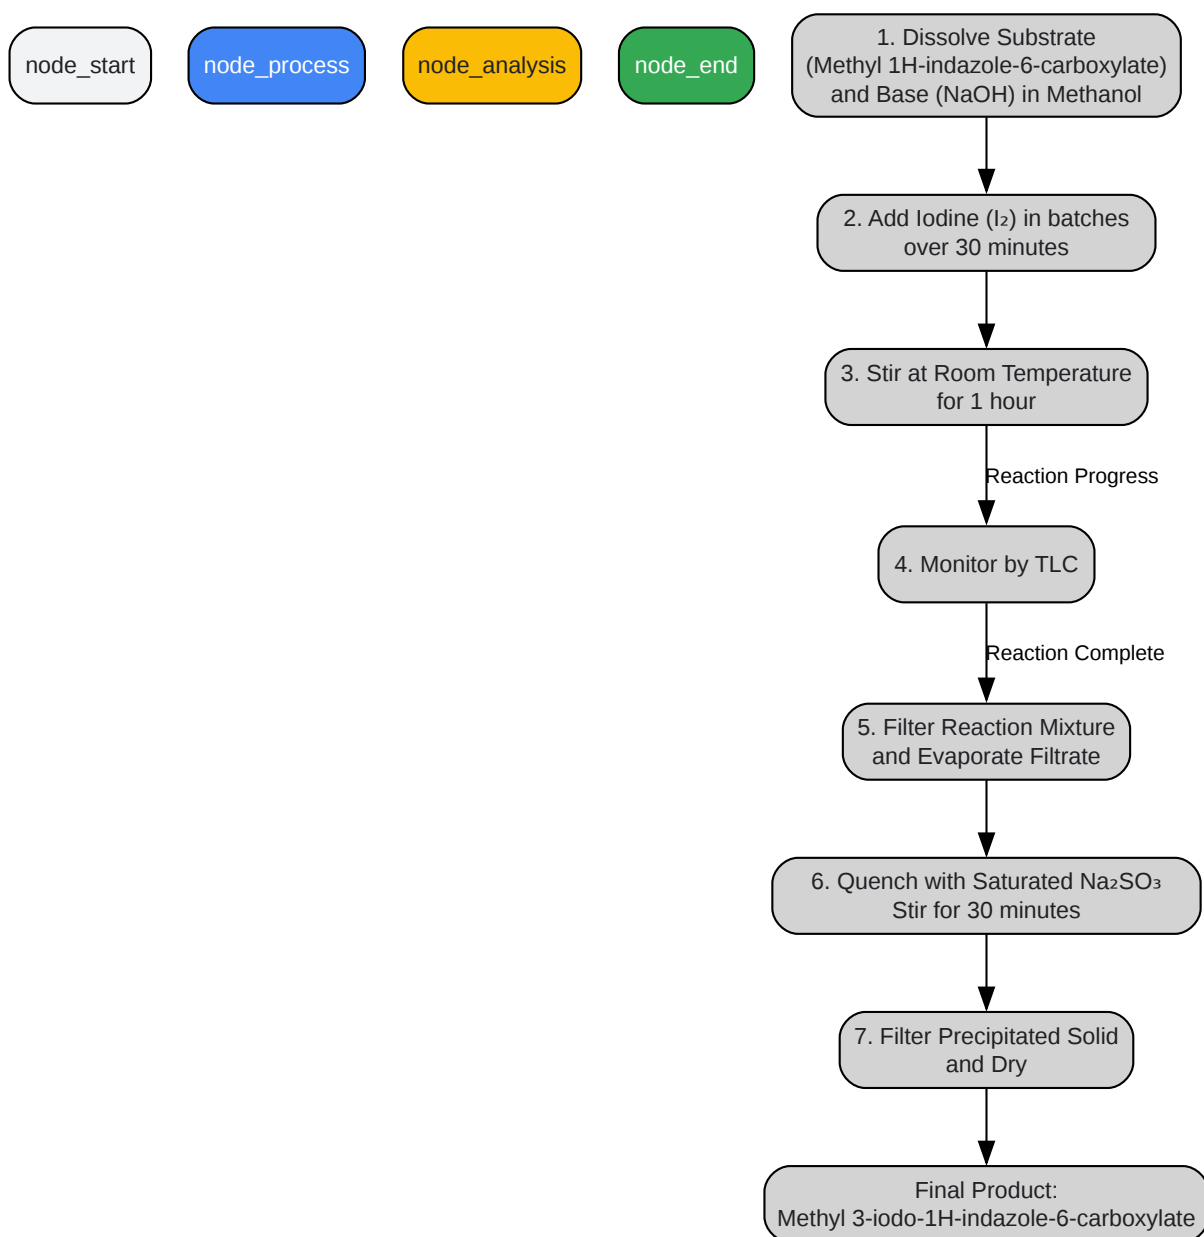 node_start
node_process
node_analysis
node_end
1. Dissolve Substrate
(Methyl 1H-indazole-6-carboxylate)
and Base (NaOH) in Methanol
2. Add Iodine (I₂) in batches
over 30 minutes
3. Stir at Room Temperature
for 1 hour
Reaction Progress
4. Monitor by TLC
Reaction Complete
5. Filter Reaction Mixture
and Evaporate Filtrate
6. Quench with Saturated Na₂SO₃
Stir for 30 minutes
7. Filter Precipitated Solid
and Dry
Final Product:
Methyl 3-iodo-1H-indazole-6-carboxylate